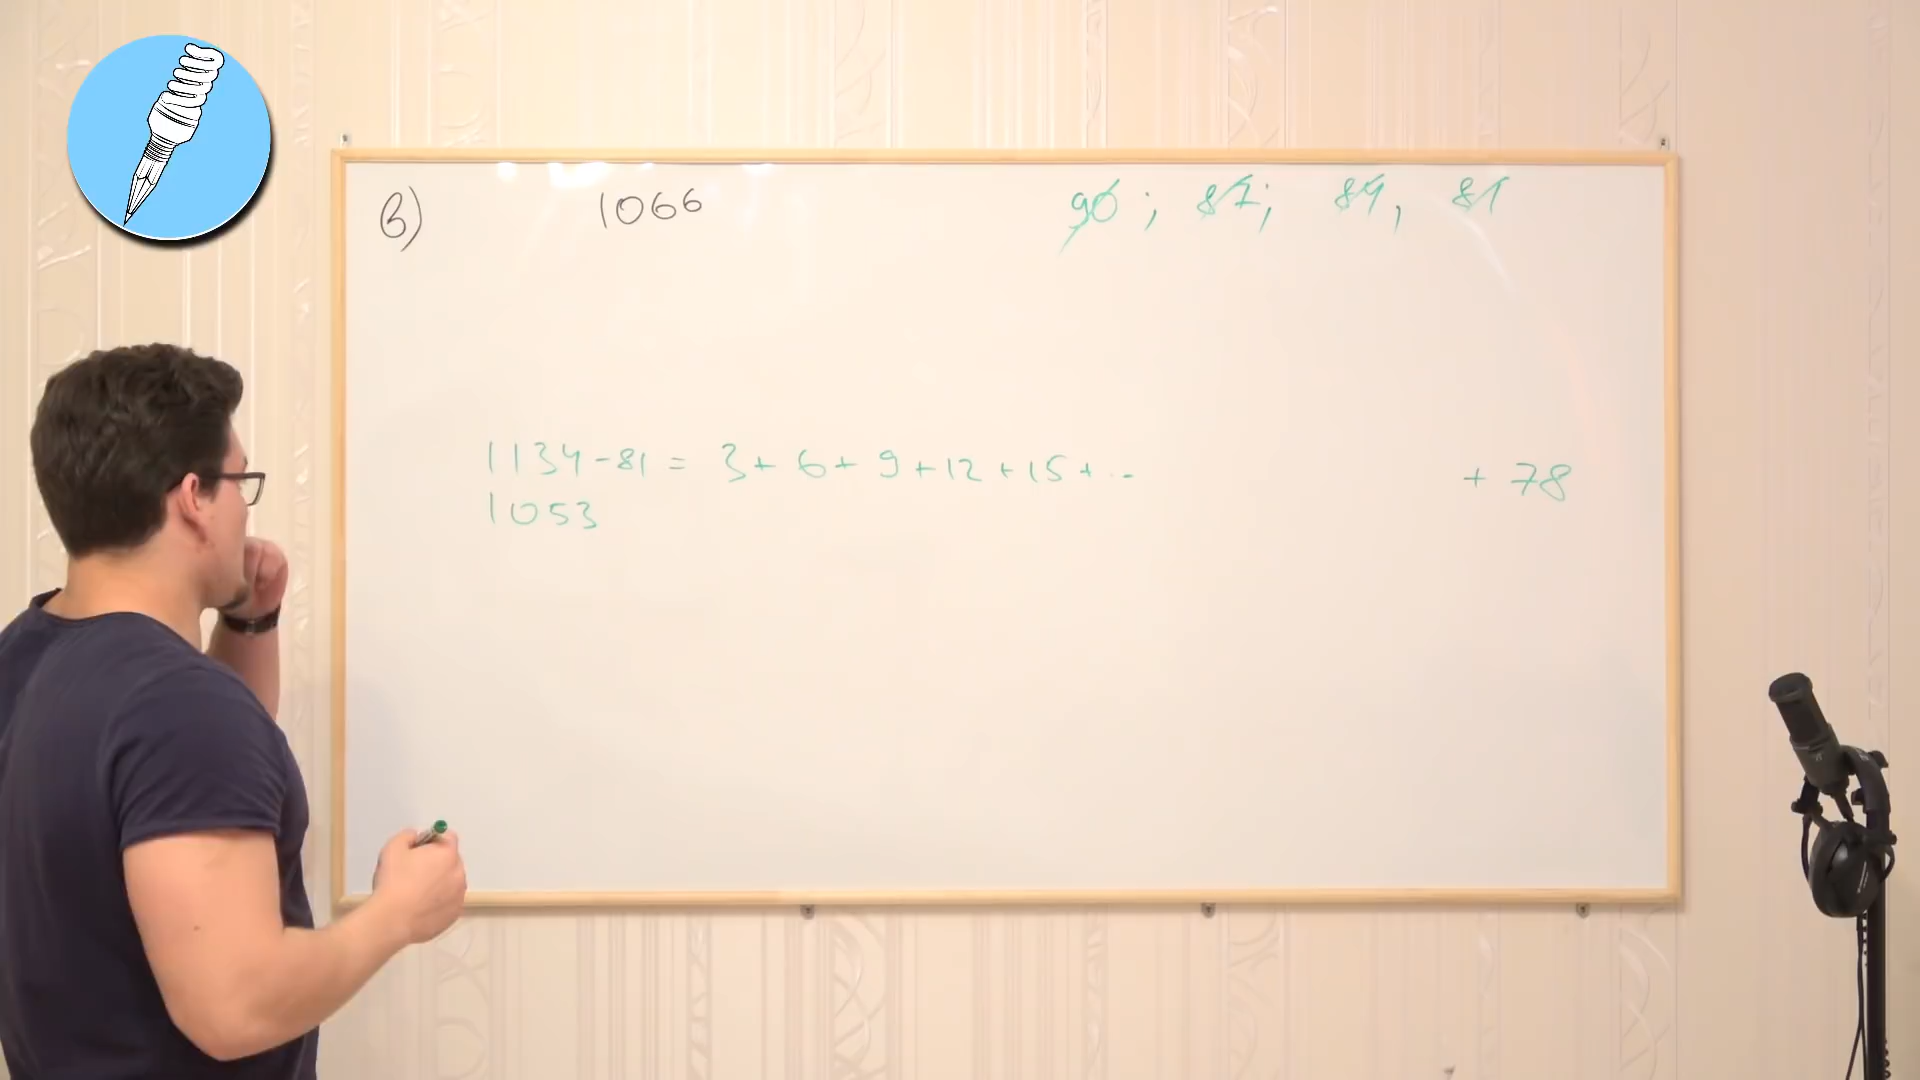 в) 1066 90; 87; 84, 81
1134-81 = 3+ 6+ 9+12+15+... + 78
1053